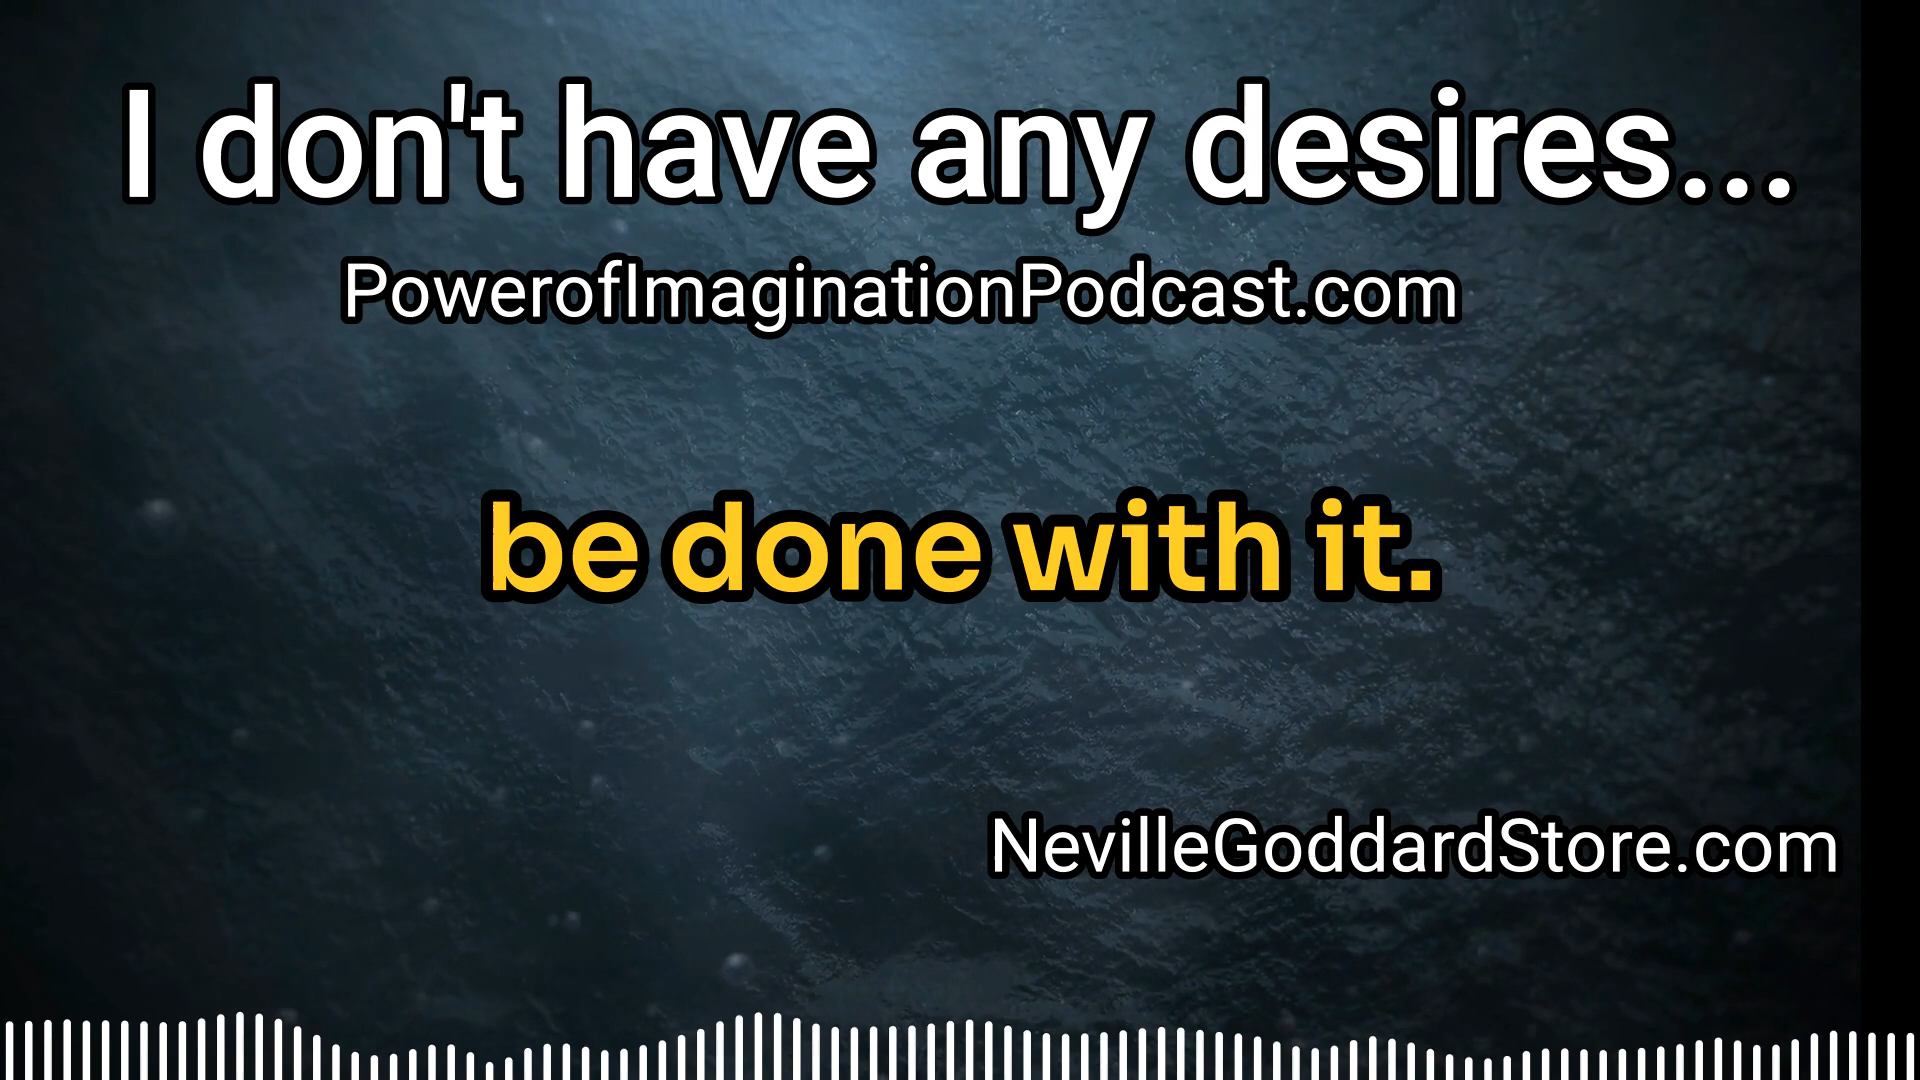 I don't have any desires...
PowerofImaginationPodcast.com
be done with it.
NevilleGoddardStore.com